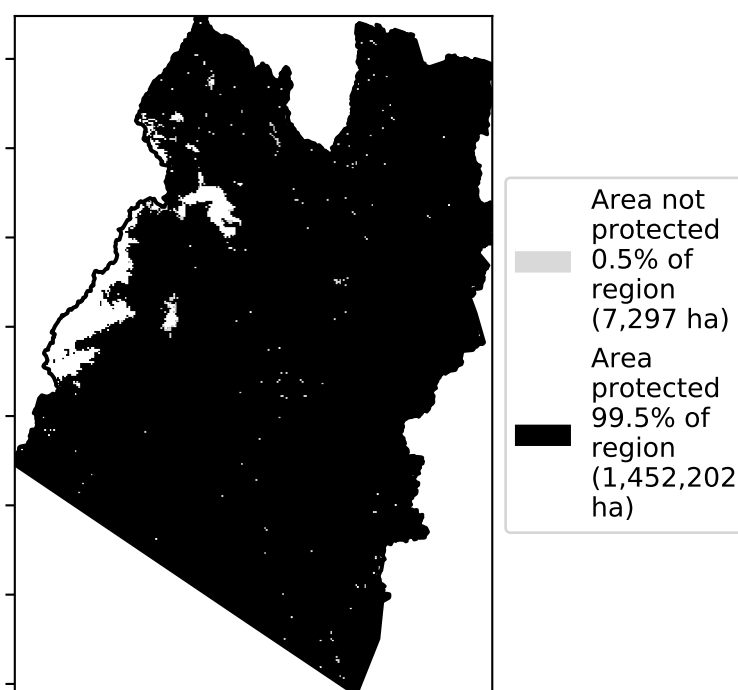 Area not
protected
0.5% of
region
(7,297 ha)
Area
protected
99.5% of
region
(1,452,202
ha)